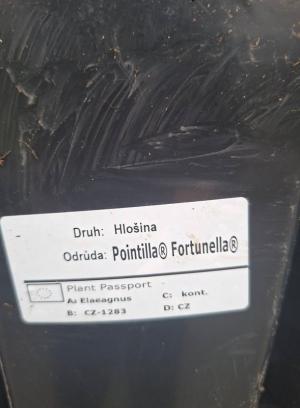 Druh: Hlošina
Odrůda: Pointilla® Fortunella®
Plant Passport
A: Elaeagnus C: kont.
B: CZ-1283 D: CZ